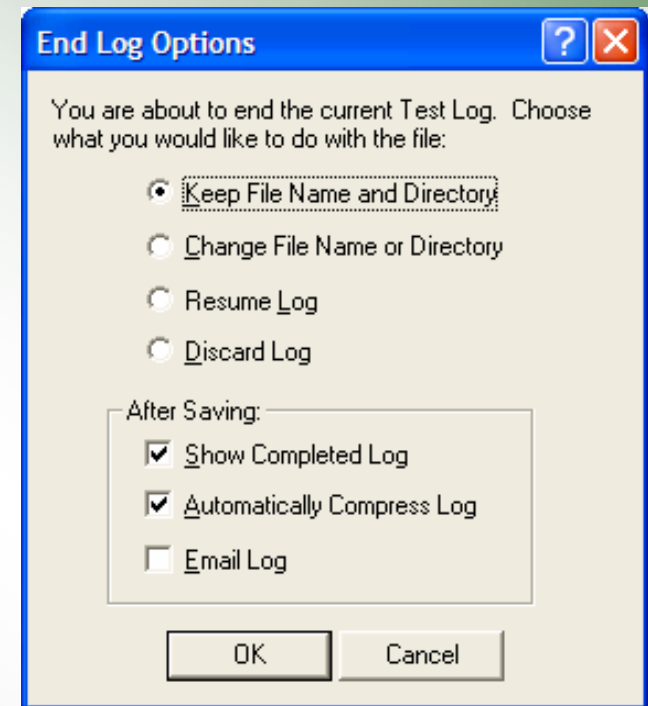 End Log Options
?
You are about to end the current Test Log.  Choose
what you would like to do with the file:
Keep File Name and Directory
Change File Name or Directory
Resume Log
Discard Log
After Saving:
Show Completed Log
Automatically Compress Log
Email Log
OK
Cancel